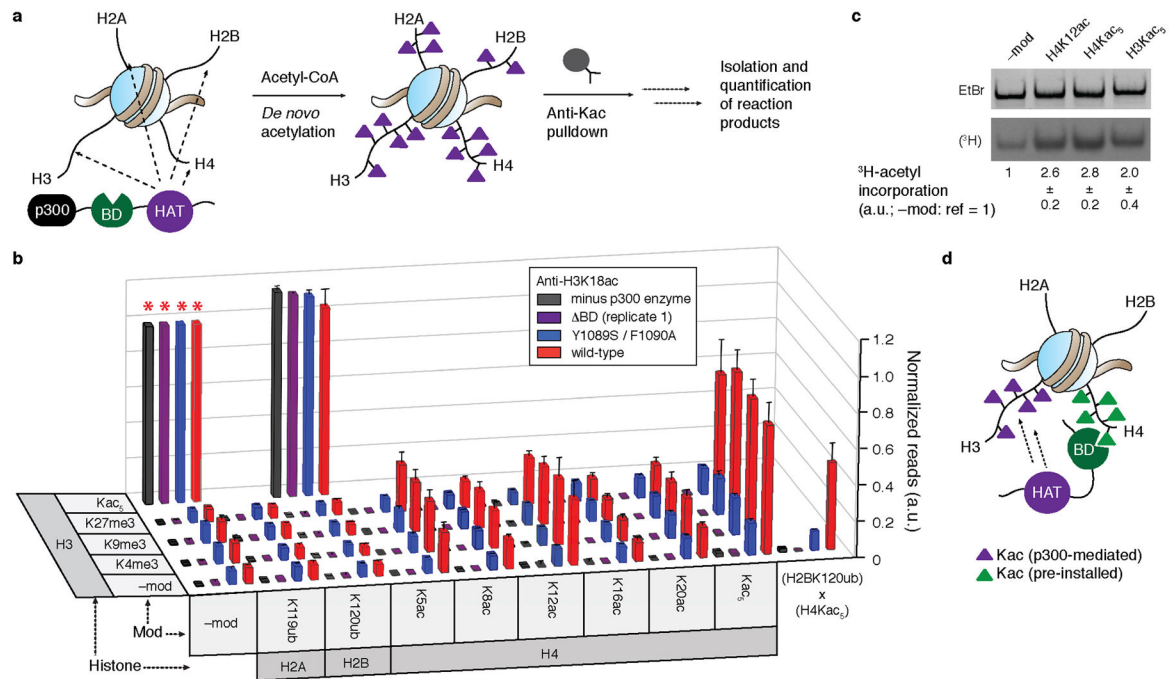 a
H2A
H2B
H3
H4
p300
BD
HAT
Acetyl-CoA
De novo
acetylation
H2A
H2B
H3
H4
Anti-Kac
pulldown
Isolation and
quantification
of reaction
products
c
–mod
H4K12ac
H4Kac5
H3Kac5
EtBr
(3H)
3H-acetyl
incorporation
(a.u.; –mod: ref = 1)
1
2.6
±
0.2
2.8
±
0.2
2.0
±
0.4
b
* * * *
Anti-H3K18ac
minus p300 enzyme
ΔBD (replicate 1)
Y1089S / F1090A
wild-type
Normalized reads (a.u.)
1.2
1.0
0.8
0.6
0.4
0.2
0
H3
Kac5
K27me3
K9me3
K4me3
–mod
Mod
Histone
–mod
K119ub
K120ub
K5ac
K8ac
K12ac
K16ac
K20ac
Kac5
H2A
H2B
H4
(H2BK120ub)
x
(H4Kac5)
d
H2A
H2B
H3
H4
BD
HAT
Kac (p300-mediated)
Kac (pre-installed)